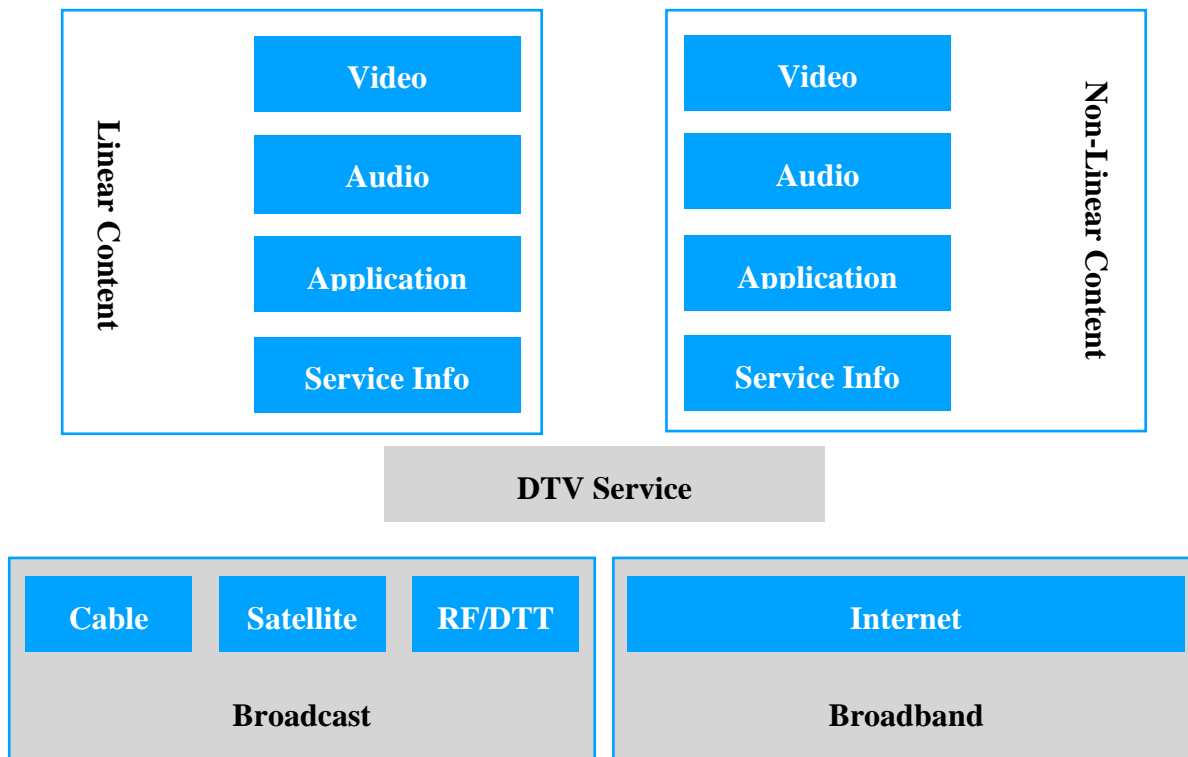 Linear Content
Video
Audio
Application
Service Info
Video
Audio
Application
Service Info
Non-Linear Content
DTV Service
Cable
Satellite
RF/DTT
Broadcast
Internet
Broadband